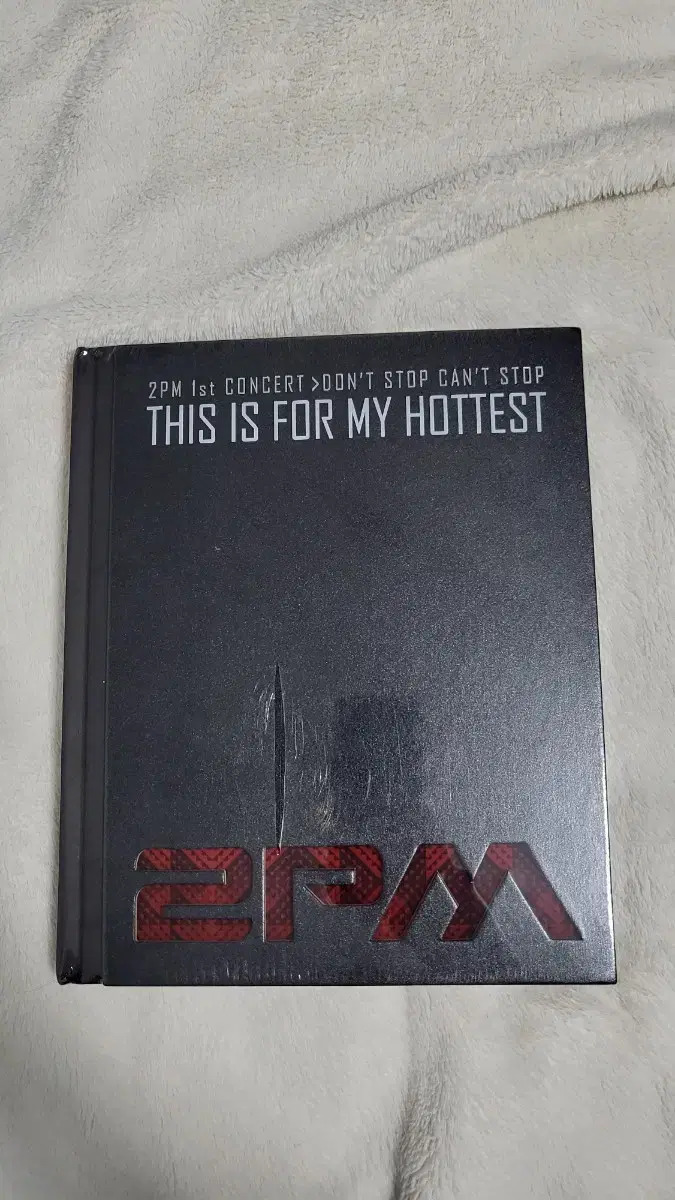 2PM 1st CONCERT >DON'T STOP CAN'T STOP
THIS IS FOR MY HOTTEST
2PM